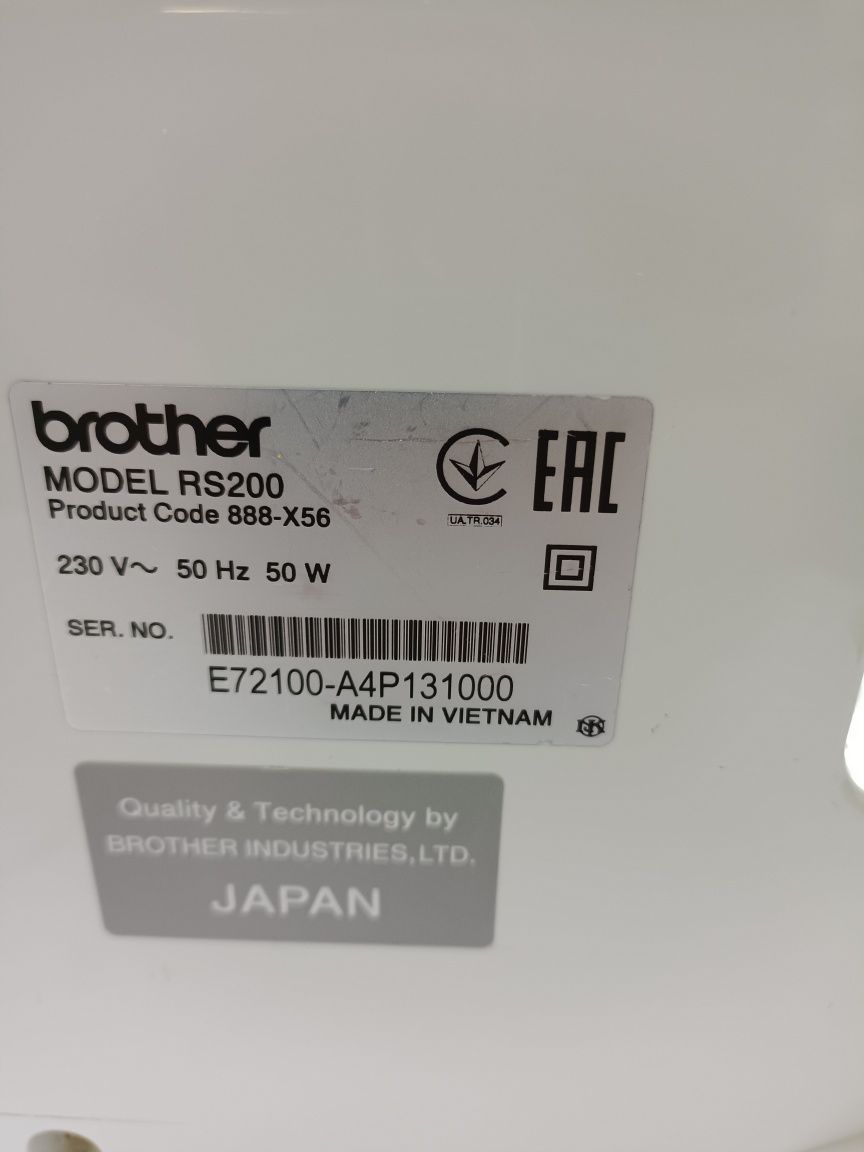 brother
MODEL RS200
Product Code 888-X56
UA.TR.034
EAC
230 V~ 50 Hz 50 W
SER. NO.
E72100-A4P131000
MADE IN VIETNAM
Quality & Technology by
BROTHER INDUSTRIES,LTD.
JAPAN